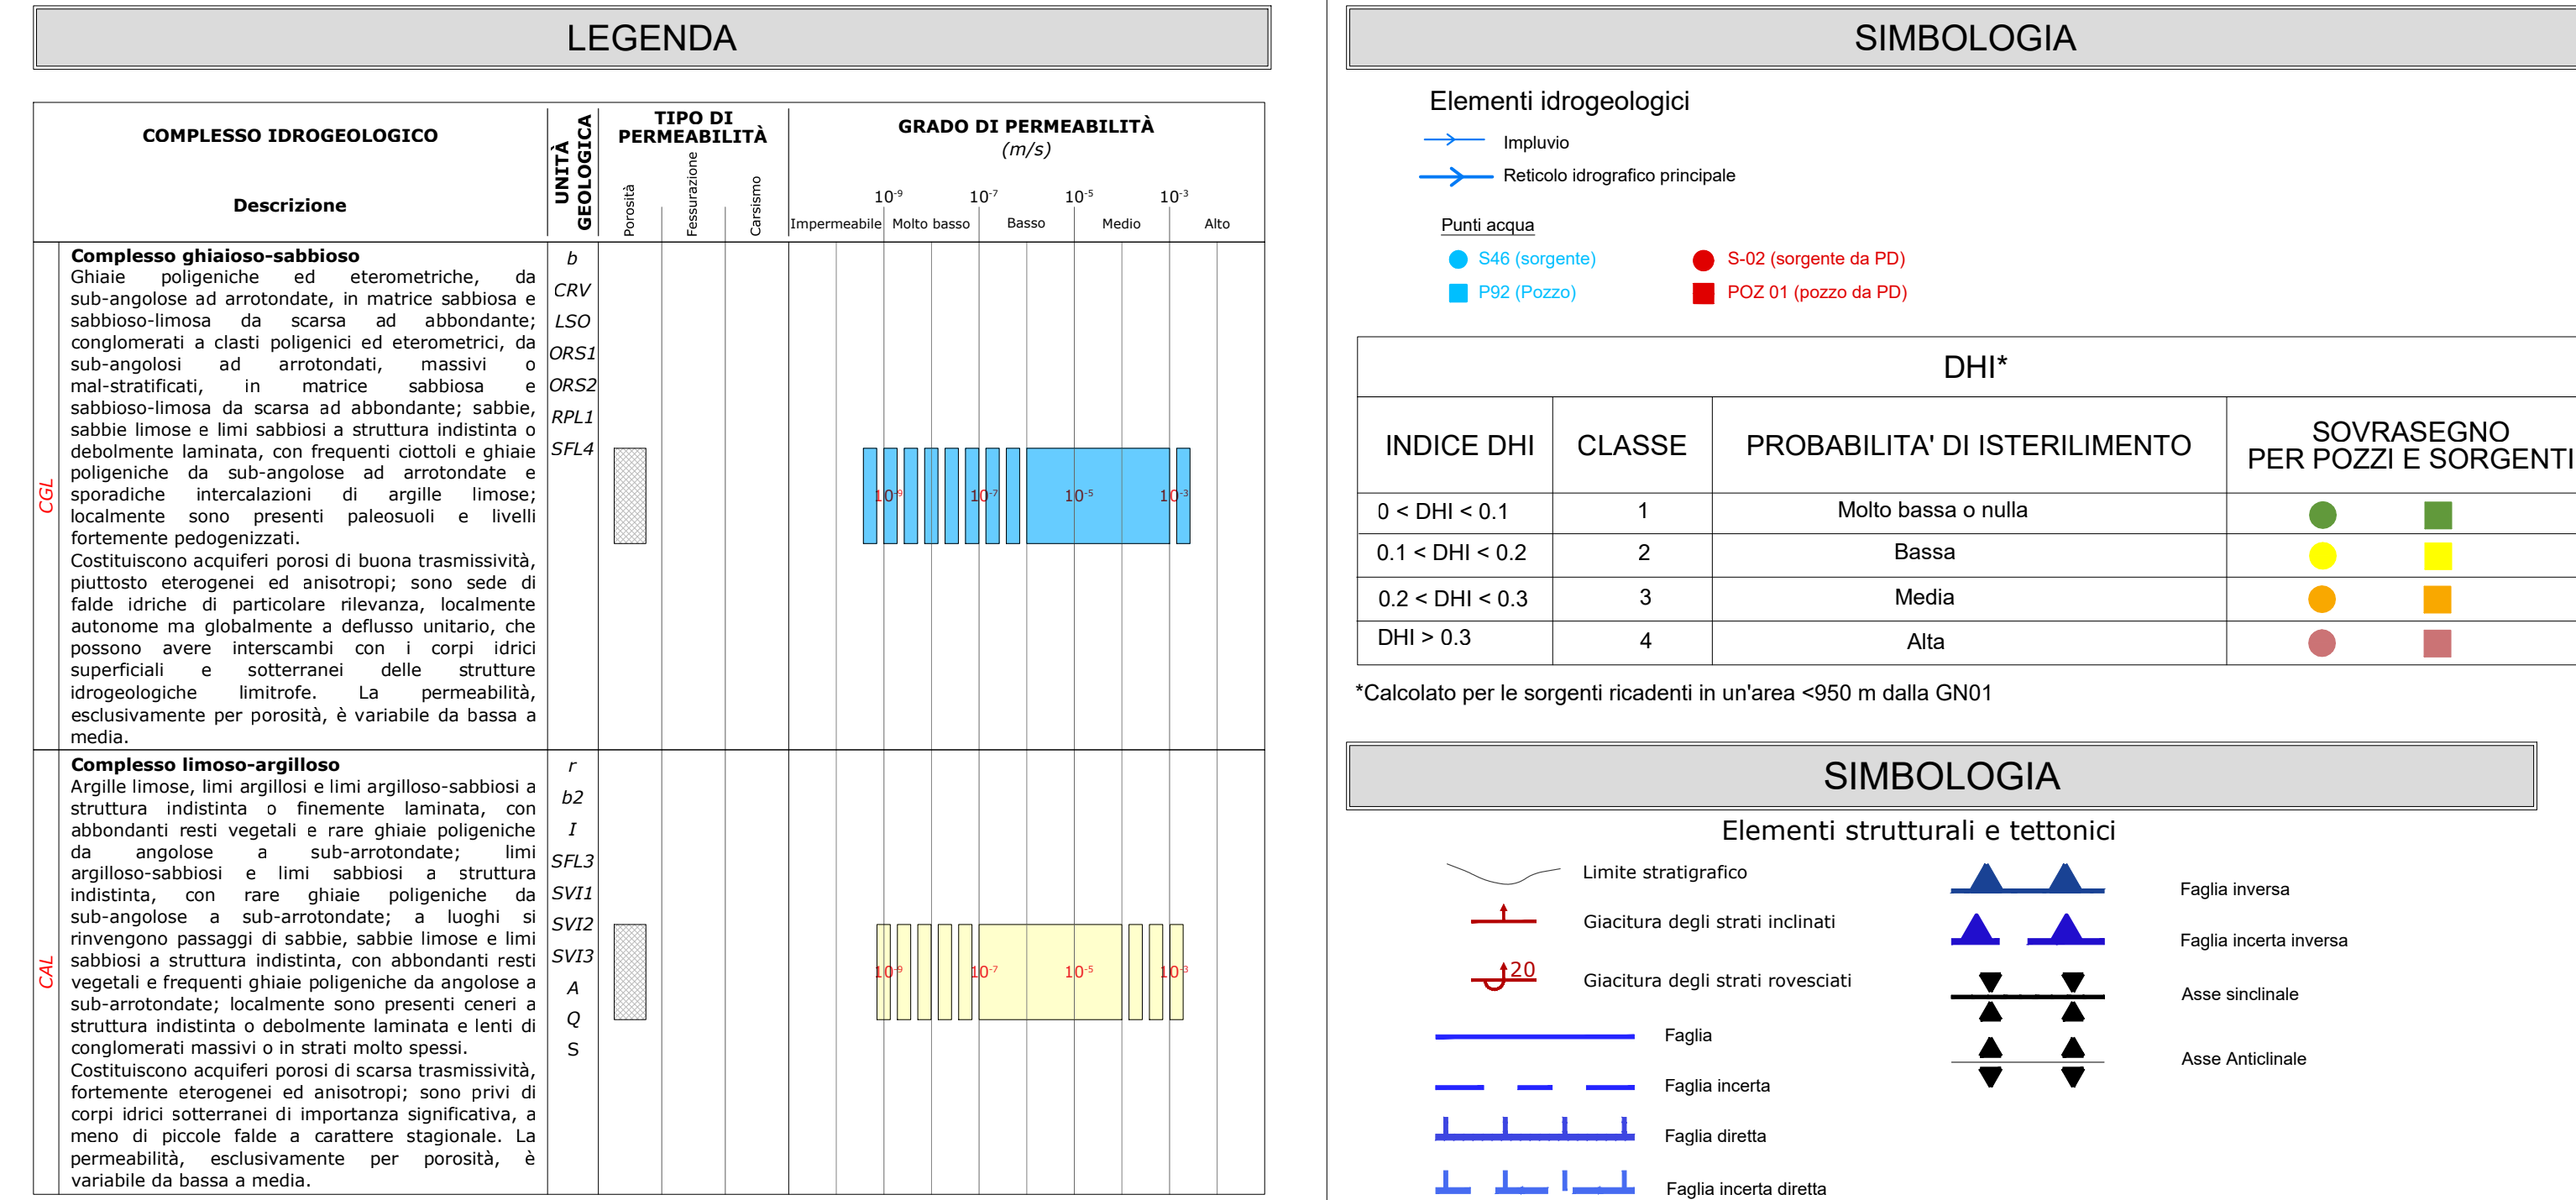 LEGENDA
COMPLESSO IDROGEOLOGICO
Descrizione
UNITÀ
GEOLOGICA
TIPO DI
PERMEABILITÀ
Porosità
Fessurazione
Carsismo
GRADO DI PERMEABILITÀ
(m/s)
10⁻⁹ 10⁻⁷ 10⁻⁵ 10⁻³
Impermeabile Molto basso Basso Medio Alto
CGL
Complesso ghiaioso-sabbioso
Ghiaie poligeniche ed eterometriche, da
sub-angolose ad arrotondate, in matrice sabbiosa e
sabbioso-limosa da scarsa ad abbondante;
conglomerati a clasti poligenici ed eterometrici, da
sub-angolosi ad arrotondati, massivi o
mal-stratificati, in matrice sabbiosa e
sabbioso-limosa da scarsa ad abbondante; sabbie,
sabbie limose e limi sabbiosi a struttura indistinta o
debolmente laminata, con frequenti ciottoli e ghiaie
poligeniche da sub-angolose ad arrotondate e
sporadiche intercalazioni di argille limose;
localmente sono presenti paleosuoli e livelli
fortemente pedogenizzati.
Costituiscono acquiferi porosi di buona trasmissività,
piuttosto eterogenei ed anisotropi; sono sede di
falde idriche di particolare rilevanza, localmente
autonome ma globalmente a deflusso unitario, che
possono avere interscambi con i corpi idrici
superficiali e sotterranei delle strutture
idrogeologiche limitrofe. La permeabilità,
esclusivamente per porosità, è variabile da bassa a
media.
b
CRV
LSO
ORS1
ORS2
RPL1
SFL4
10⁻⁹ 10⁻⁷ 10⁻⁵ 10⁻³
CAL
Complesso limoso-argilloso
Argille limose, limi argillosi e limi argilloso-sabbiosi a
struttura indistinta o finemente laminata, con
abbondanti resti vegetali e rare ghiaie poligeniche
da angolose a sub-arrotondate; limi
argilloso-sabbiosi e limi sabbiosi a struttura
indistinta, con rare ghiaie poligeniche da
sub-angolose a sub-arrotondate; a luoghi si
rinvengono passaggi di sabbie, sabbie limose e limi
sabbiosi a struttura indistinta, con abbondanti resti
vegetali e frequenti ghiaie poligeniche da angolose a
sub-arrotondate; localmente sono presenti ceneri a
struttura indistinta o debolmente laminata e lenti di
conglomerati massivi o in strati molto spessi.
Costituiscono acquiferi porosi di scarsa trasmissività,
fortemente eterogenei ed anisotropi; sono privi di
corpi idrici sotterranei di importanza significativa, a
meno di piccole falde a carattere stagionale. La
permeabilità, esclusivamente per porosità, è
variabile da bassa a media.
r
b2
I
SFL3
SVI1
SVI2
SVI3
A
Q
S
10⁻⁹ 10⁻⁷ 10⁻⁵ 10⁻³
SIMBOLOGIA
Elementi idrogeologici
Impluvio
Reticolo idrografico principale
Punti acqua
S46 (sorgente) S-02 (sorgente da PD)
P92 (Pozzo) POZ 01 (pozzo da PD)
DHI*
INDICE DHI CLASSE PROBABILITA' DI ISTERILIMENTO SOVRASEGNO
PER POZZI E SORGENTI
0 < DHI < 0.1 1 Molto bassa o nulla
0.1 < DHI < 0.2 2 Bassa
0.2 < DHI < 0.3 3 Media
DHI > 0.3 4 Alta
*Calcolato per le sorgenti ricadenti in un'area <950 m dalla GN01
SIMBOLOGIA
Elementi strutturali e tettonici
Limite stratigrafico
Giacitura degli strati inclinati
20
Giacitura degli strati rovesciati
Faglia
Faglia incerta
Faglia diretta
Faglia incerta diretta
Faglia inversa
Faglia incerta inversa
Asse sinclinale
Asse Anticlinale